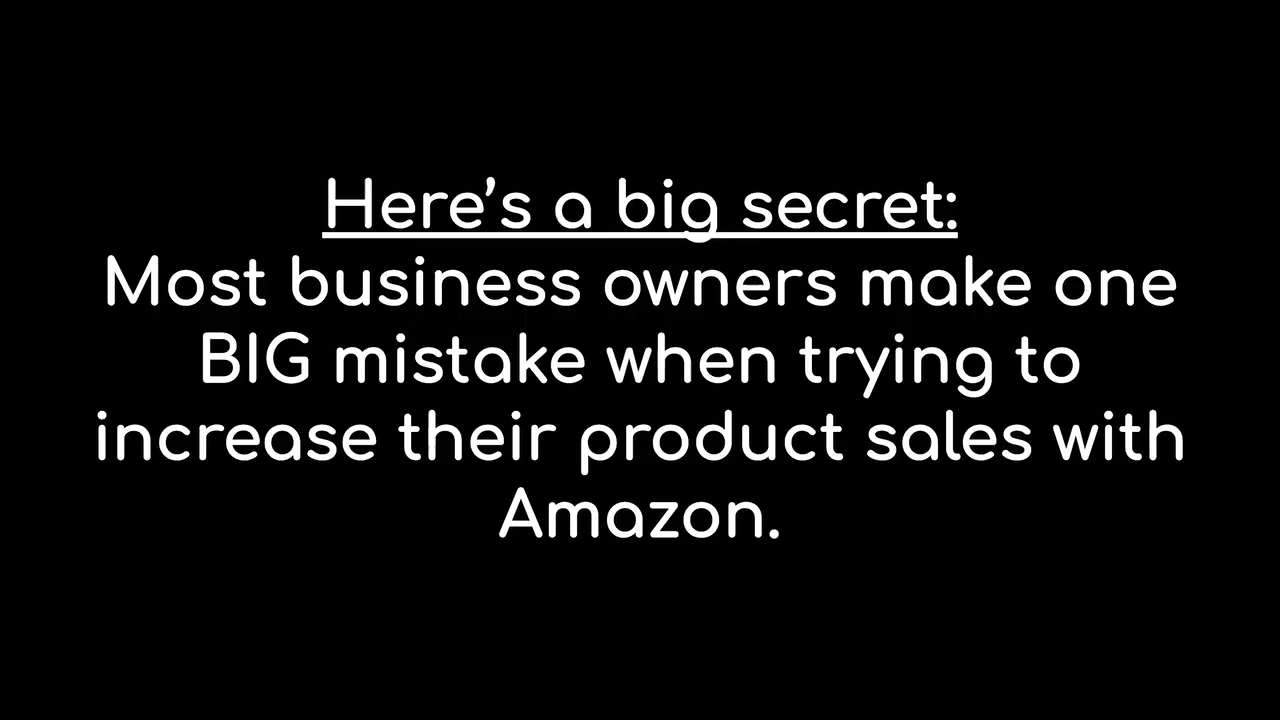 Here’s a big secret:
Most business owners make one
BIG mistake when trying to
increase their product sales with
Amazon.